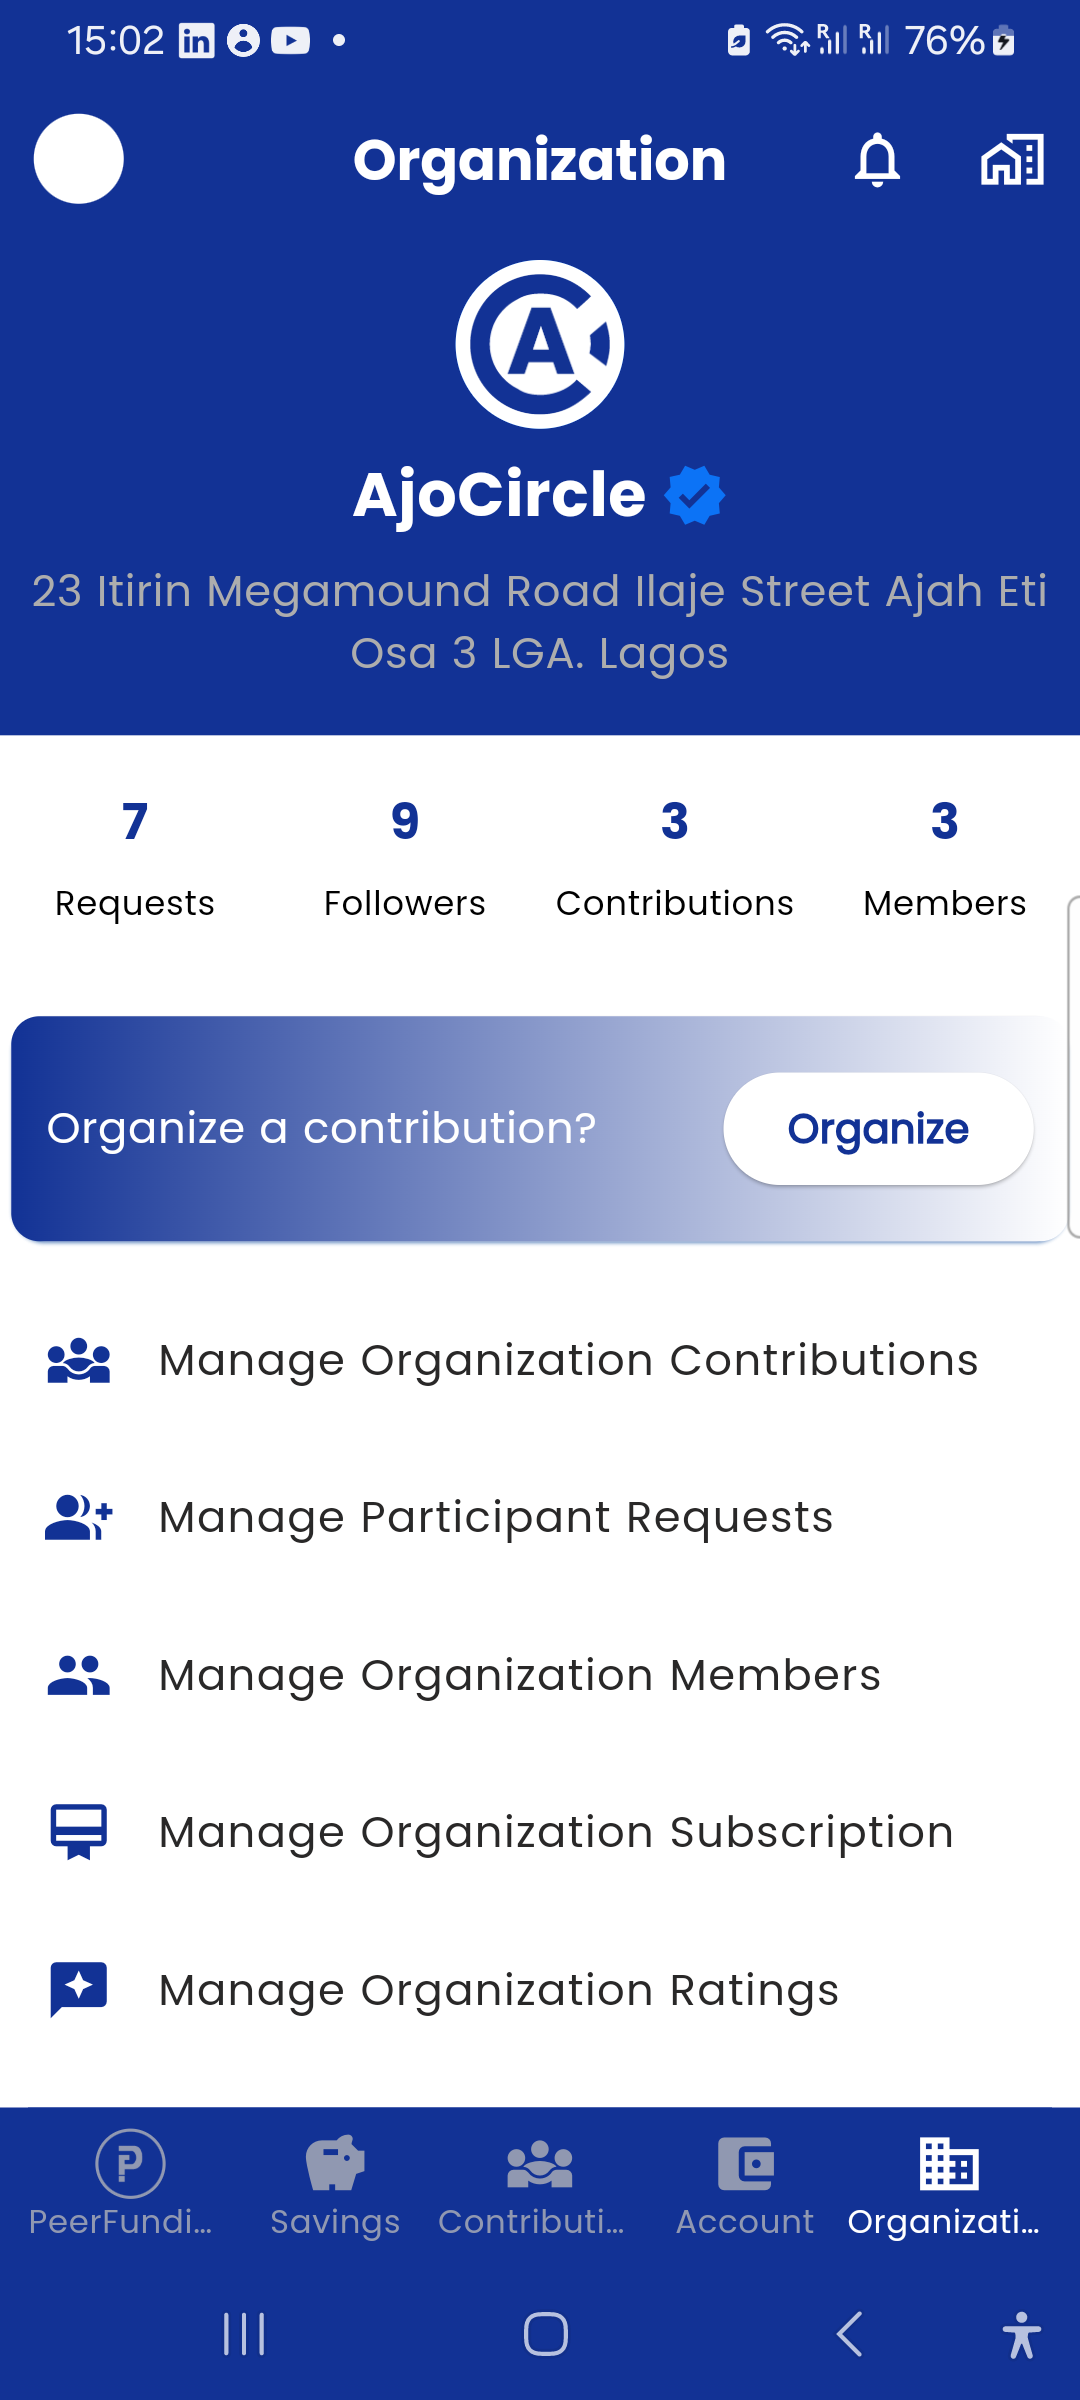 15:02
R R 76%
Organization
A
AjoCircle
23 Itirin Megamound Road Ilaje Street Ajah Eti
Osa 3 LGA. Lagos
7 9 3 3
Requests Followers Contributions Members
Organize a contribution? Organize
Manage Organization Contributions
Manage Participant Requests
Manage Organization Members
Manage Organization Subscription
Manage Organization Ratings
PeerFundi... Savings Contributi... Account Organizati...